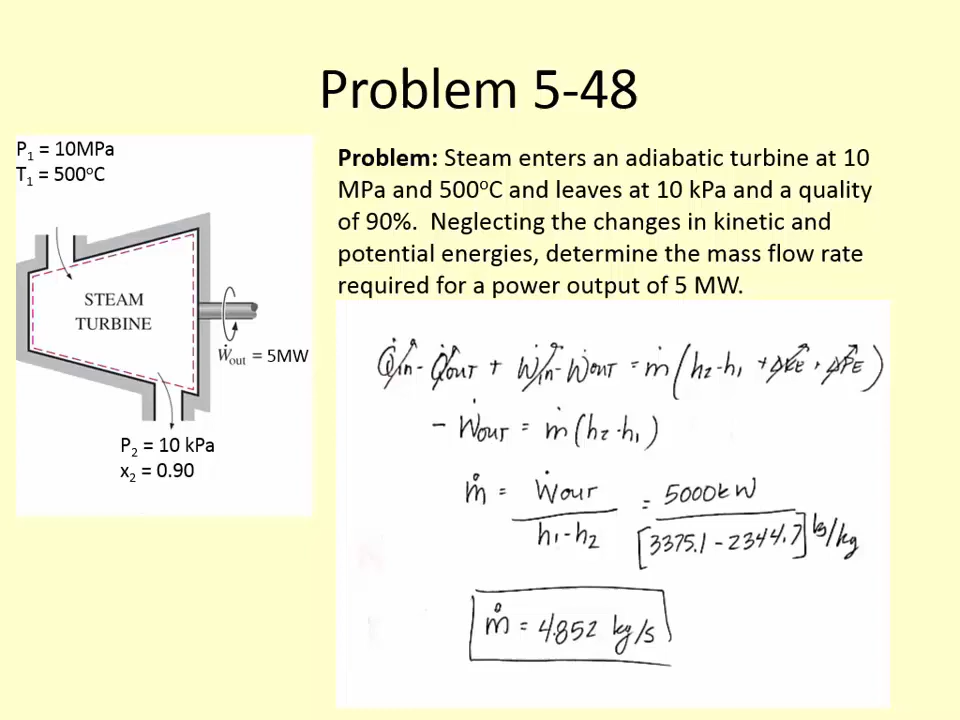 Problem 5-48
P₁ = 10MPa
T₁ = 500°C
STEAM
TURBINE
Ẇout = 5MW
P₂ = 10 kPa
x₂ = 0.90
Problem: Steam enters an adiabatic turbine at 10
MPa and 500°C and leaves at 10 kPa and a quality
of 90%. Neglecting the changes in kinetic and
potential energies, determine the mass flow rate
required for a power output of 5 MW.
Q̇in - Q̇out + Ẇin - Ẇout = ṁ(h₂-h₁ + ΔKE + ΔPE)
- Ẇout = ṁ(h₂-h₁)
ṁ = Ẇout / h₁-h₂ = 5000kW / [3375.1 - 2344.7] kg/kg
ṁ = 4.852 kg/s